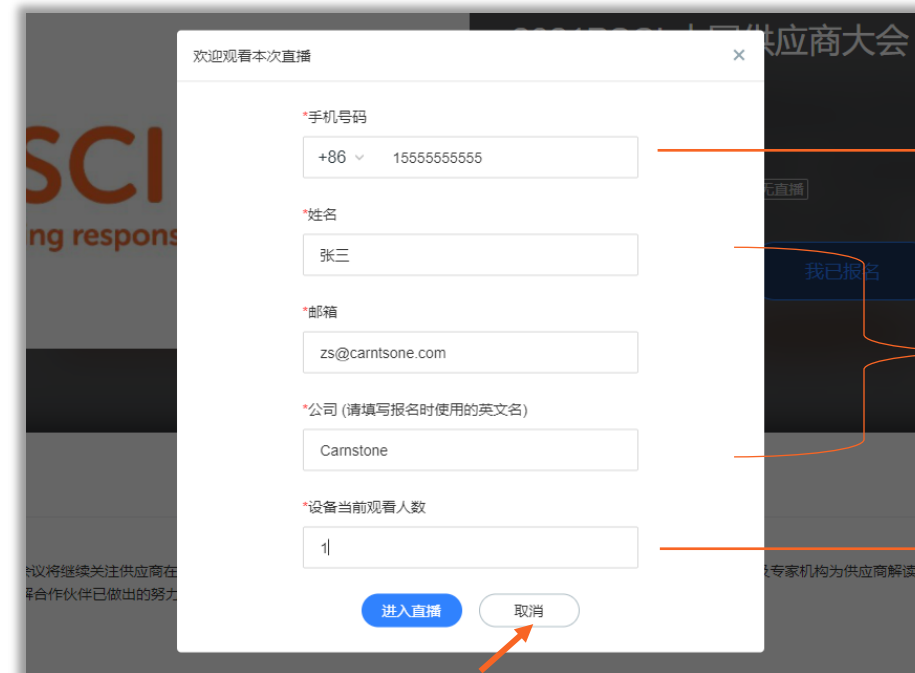 供应商大会
欢迎观看本次直播
×
*手机号码
+86 15555555555
SCI
无直播
*姓名
ng respons
张三
我已报名
*邮箱
zs@carntsone.com
*公司 (请填写报名时使用的英文名)
Carnstone
*设备当前观看人数
1
会议将继续关注供应商在
及专家机构为供应商解读
解合作伙伴已做出的努力
进入直播
取消